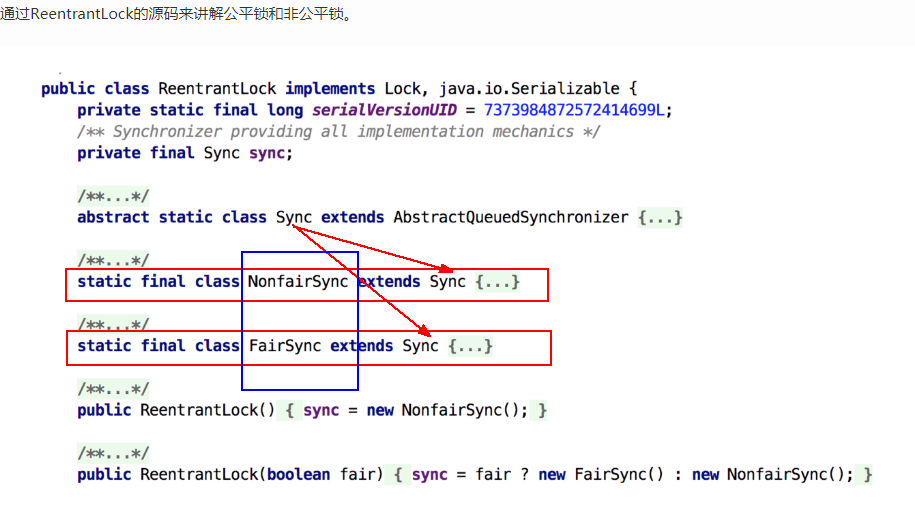 通过ReentrantLock的源码来讲解公平锁和非公平锁。
public class ReentrantLock implements Lock, java.io.Serializable {
private static final long serialVersionUID = 7373984872572414699L;
/** Synchronizer providing all implementation mechanics */
private final Sync sync;
/**...*/
abstract static class Sync extends AbstractQueuedSynchronizer {...}
/**...*/
static final class NonfairSync extends Sync {...}
/**...*/
static final class FairSync extends Sync {...}
/**...*/
public ReentrantLock() { sync = new NonfairSync(); }
/**...*/
public ReentrantLock(boolean fair) { sync = fair ? new FairSync() : new NonfairSync(); }